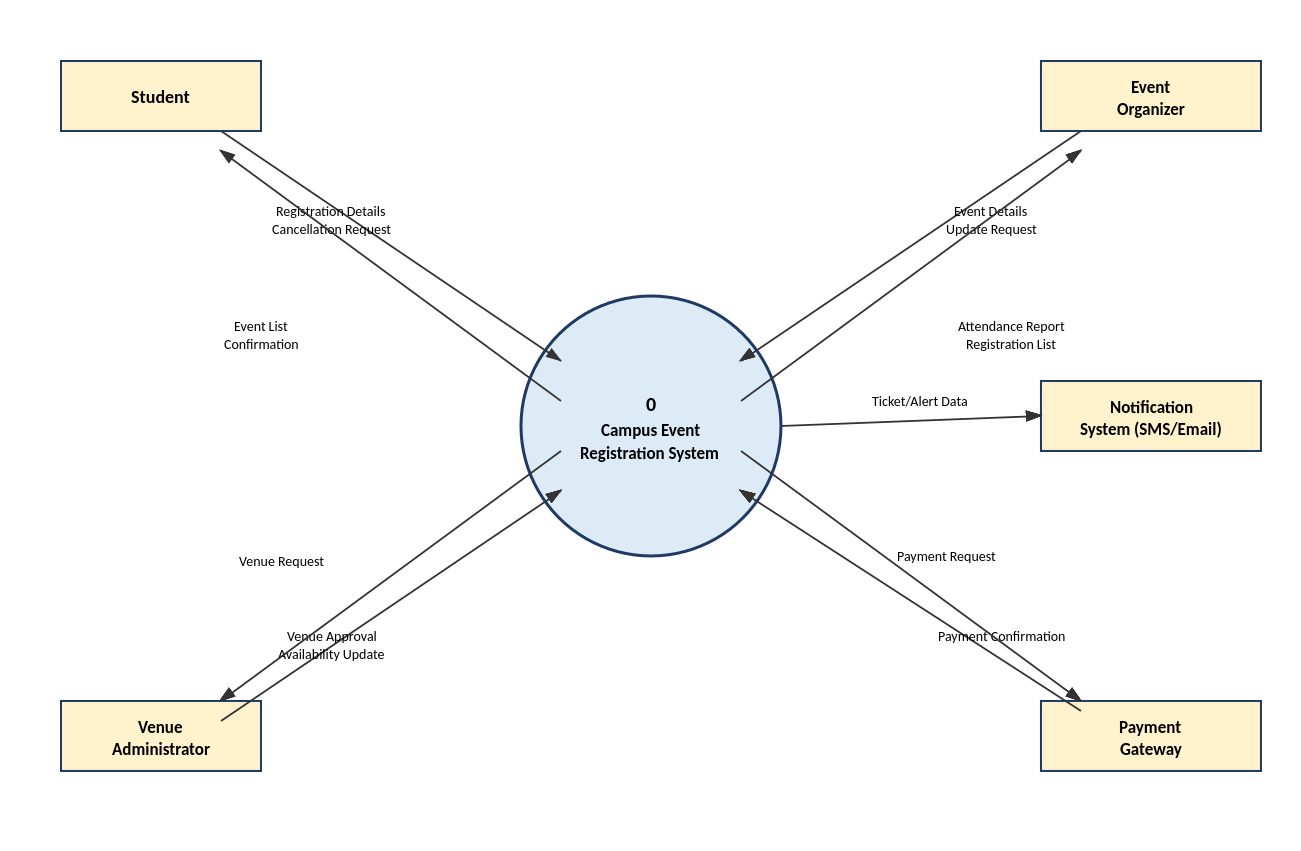 Student
Event
Organizer
Registration Details
Cancellation Request
Event Details
Update Request
Event List
Confirmation
Attendance Report
Registration List
0
Campus Event
Registration System
Ticket/Alert Data
Notification
System (SMS/Email)
Venue Request
Payment Request
Venue Approval
Availability Update
Payment Confirmation
Venue
Administrator
Payment
Gateway